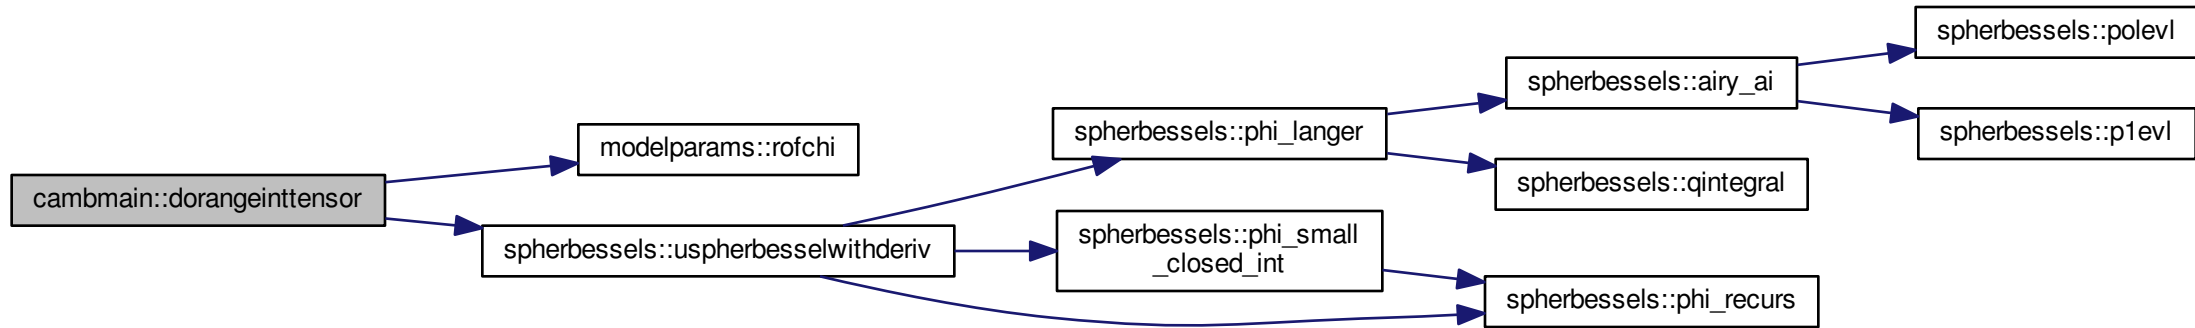 cambmain::dorangeinttensor
modelparams::rofchi
spherbessels::uspherbesselwithderiv
spherbessels::phi_langer
spherbessels::phi_small
_closed_int
spherbessels::airy_ai
spherbessels::qintegral
spherbessels::phi_recurs
spherbessels::polevl
spherbessels::p1evl